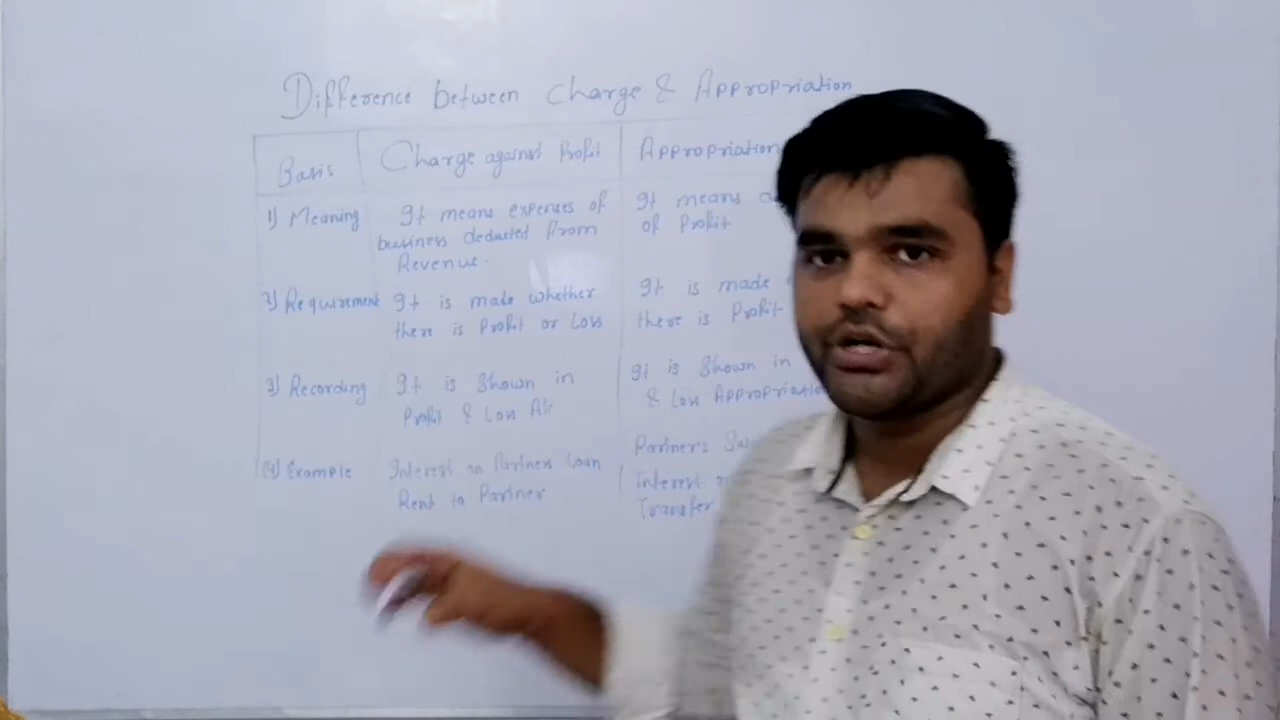 Difference between Charge & Appropriation
Basis
Charge against Profit
Appropriation
1) Meaning
It means expenses of
business deducted from
Revenue.
It means
of Profit
2) Requirement
It is made whether
there is Profit or Loss
It is made
there is Profit
3) Recording
It is Shown in
Profit & Loss A/c
It is Shown in
& Loss Appropriation
(4) Example
Interest on Partners Loan
Rent to Partner
Partner's
Interest
Transfer